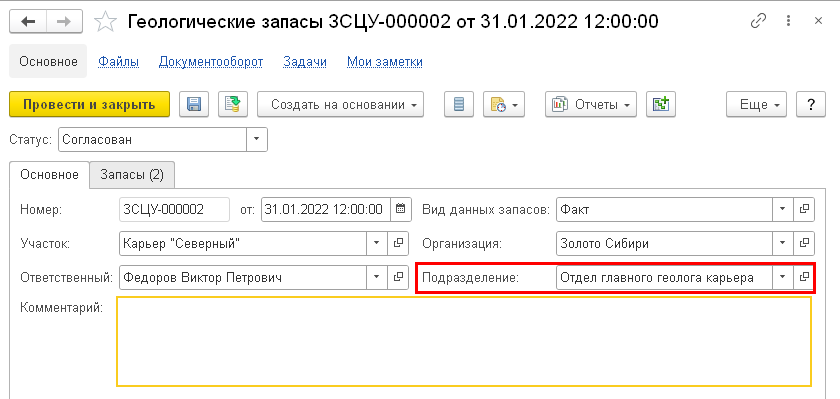 Геологические запасы ЗСЦУ-000002 от 31.01.2022 12:00:00
Основное Файлы Документооборот Задачи Мои заметки
Провести и закрыть Создать на основании Отчеты Еще ?
Статус: Согласован
Основное Запасы (2)
Номер: ЗСЦУ-000002 от: 31.01.2022 12:00:00 Вид данных запасов: Факт
Участок: Карьер "Северный" Организация: Золото Сибири
Ответственный: Федоров Виктор Петрович Подразделение: Отдел главного геолога карьера
Комментарий: